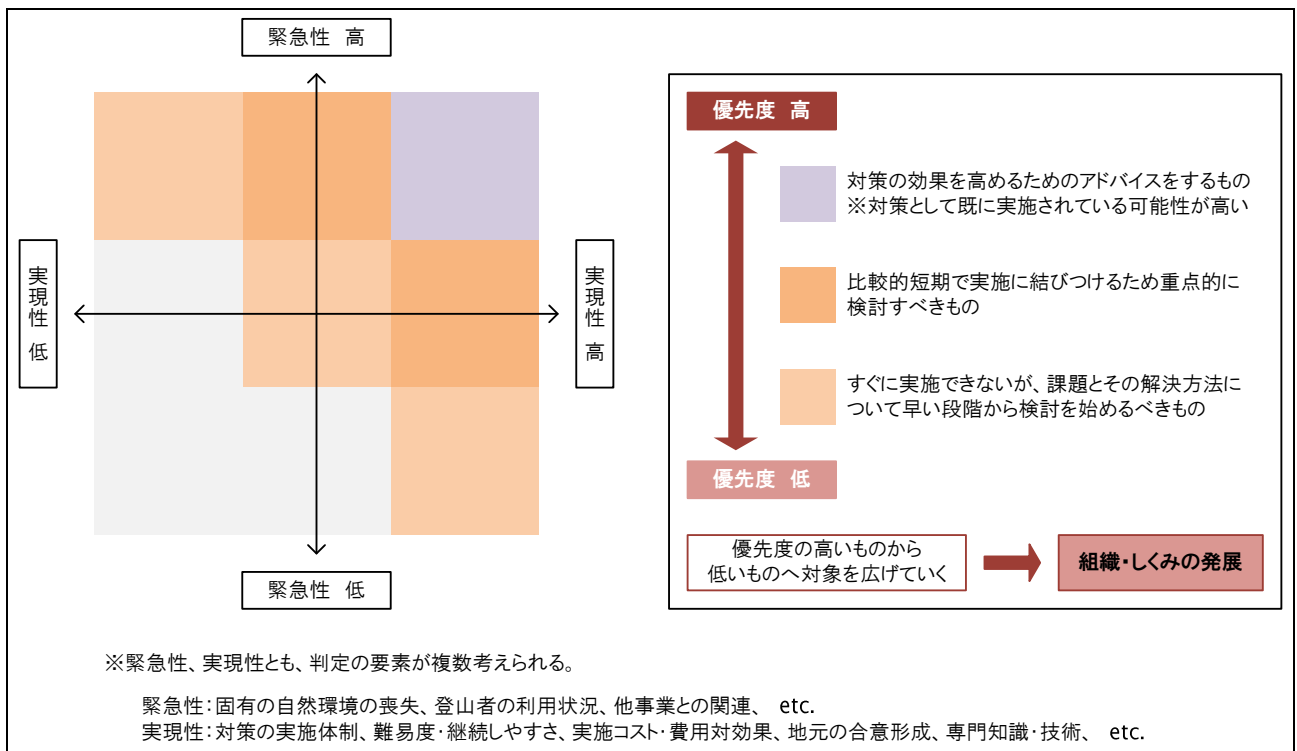 緊急性 高
実現性 低
実現性 高
緊急性 低
優先度 高
対策の効果を高めるためのアドバイスをするもの
※対策として既に実施されている可能性が高い
比較的短期で実施に結びつけるため重点的に
検討すべきもの
すぐに実施できないが、課題とその解決方法に
ついて早い段階から検討を始めるべきもの
優先度 低
優先度の高いものから
低いものへ対象を広げていく
組織・しくみの発展
※緊急性、実現性とも、判定の要素が複数考えられる。
緊急性：固有の自然環境の喪失、登山者の利用状況、他事業との関連、 etc.
実現性：対策の実施体制、難易度・継続しやすさ、実施コスト・費用対効果、地元の合意形成、専門知識・技術、 etc.